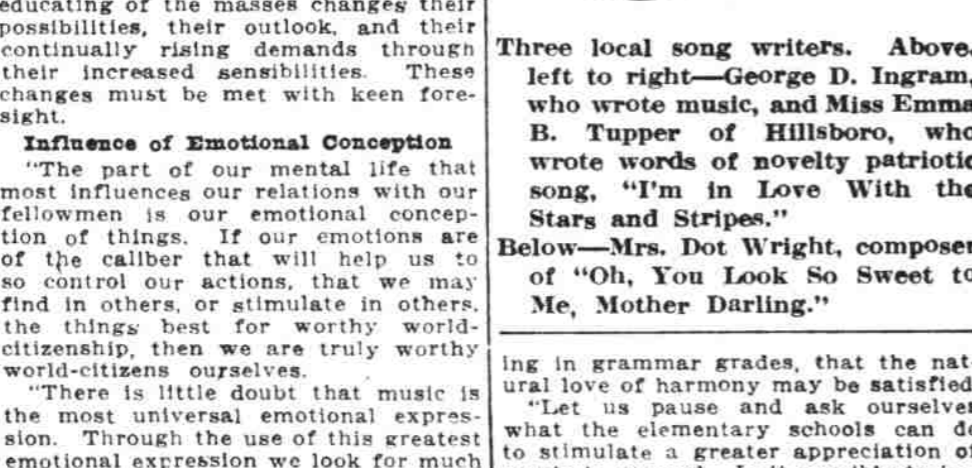 educating of the masses changes their
possibilities, their outlook, and their
continually rising demands through
their increased sensibilities. These
changes must be met with keen fore-
sight.
Influence of Emotional Conception
"The part of our mental life that
most influences our relations with our
fellowmen is our emotional concep-
tion of things. If our emotions are
of the caliber that will help us to
so control our actions, that we may
find in others, or stimulate in others,
the things best for worthy world-
citizenship, then we are truly worthy
world-citizens ourselves.
"There is little doubt that music is
the most universal emotional expres-
sion. Through the use of this greatest
emotional expression we look for much
Three local song writers. Above,
left to right—George D. Ingram,
who wrote music, and Miss Emma
B. Tupper of Hillsboro, who
wrote words of novelty patriotic
song, "I'm in Love With the
Stars and Stripes."
Below—Mrs. Dot Wright, composer
of "Oh, You Look So Sweet to
Me, Mother Darling."
ing in grammar grades, that the nat-
ural love of harmony may be satisfied.
"Let us pause and ask ourselves
what the elementary schools can do
to stimulate a greater appreciation of